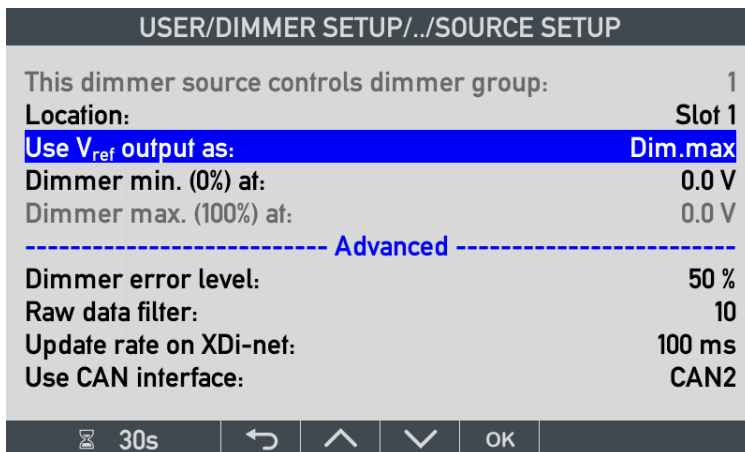 USER/DIMMER SETUP/../SOURCE SETUP
This dimmer source controls dimmer group: 1
Location: Slot 1
Use Vref output as: Dim.max
Dimmer min. (0%) at: 0.0 V
Dimmer max. (100%) at: 0.0 V
--------------------------- Advanced -------------------------
Dimmer error level: 50 %
Raw data filter: 10
Update rate on XDi-net: 100 ms
Use CAN interface: CAN2
30s OK